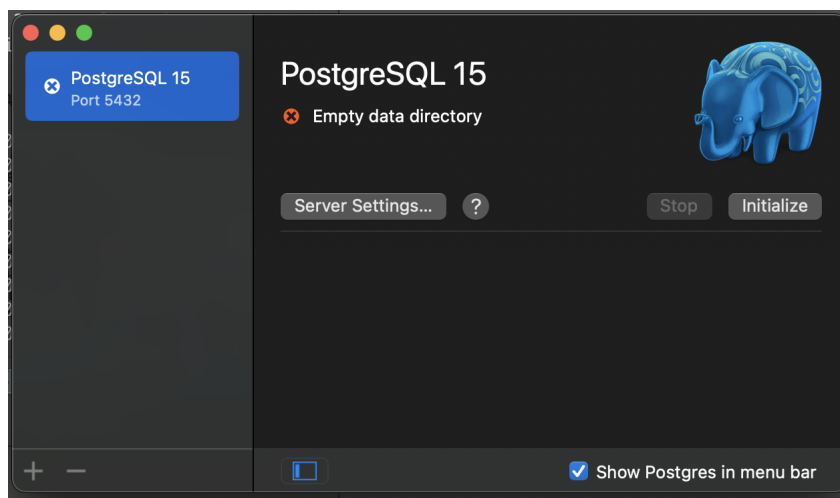 PostgreSQL 15
Port 5432
PostgreSQL 15
Empty data directory
Server Settings...
?
Stop
Initialize
Show Postgres in menu bar